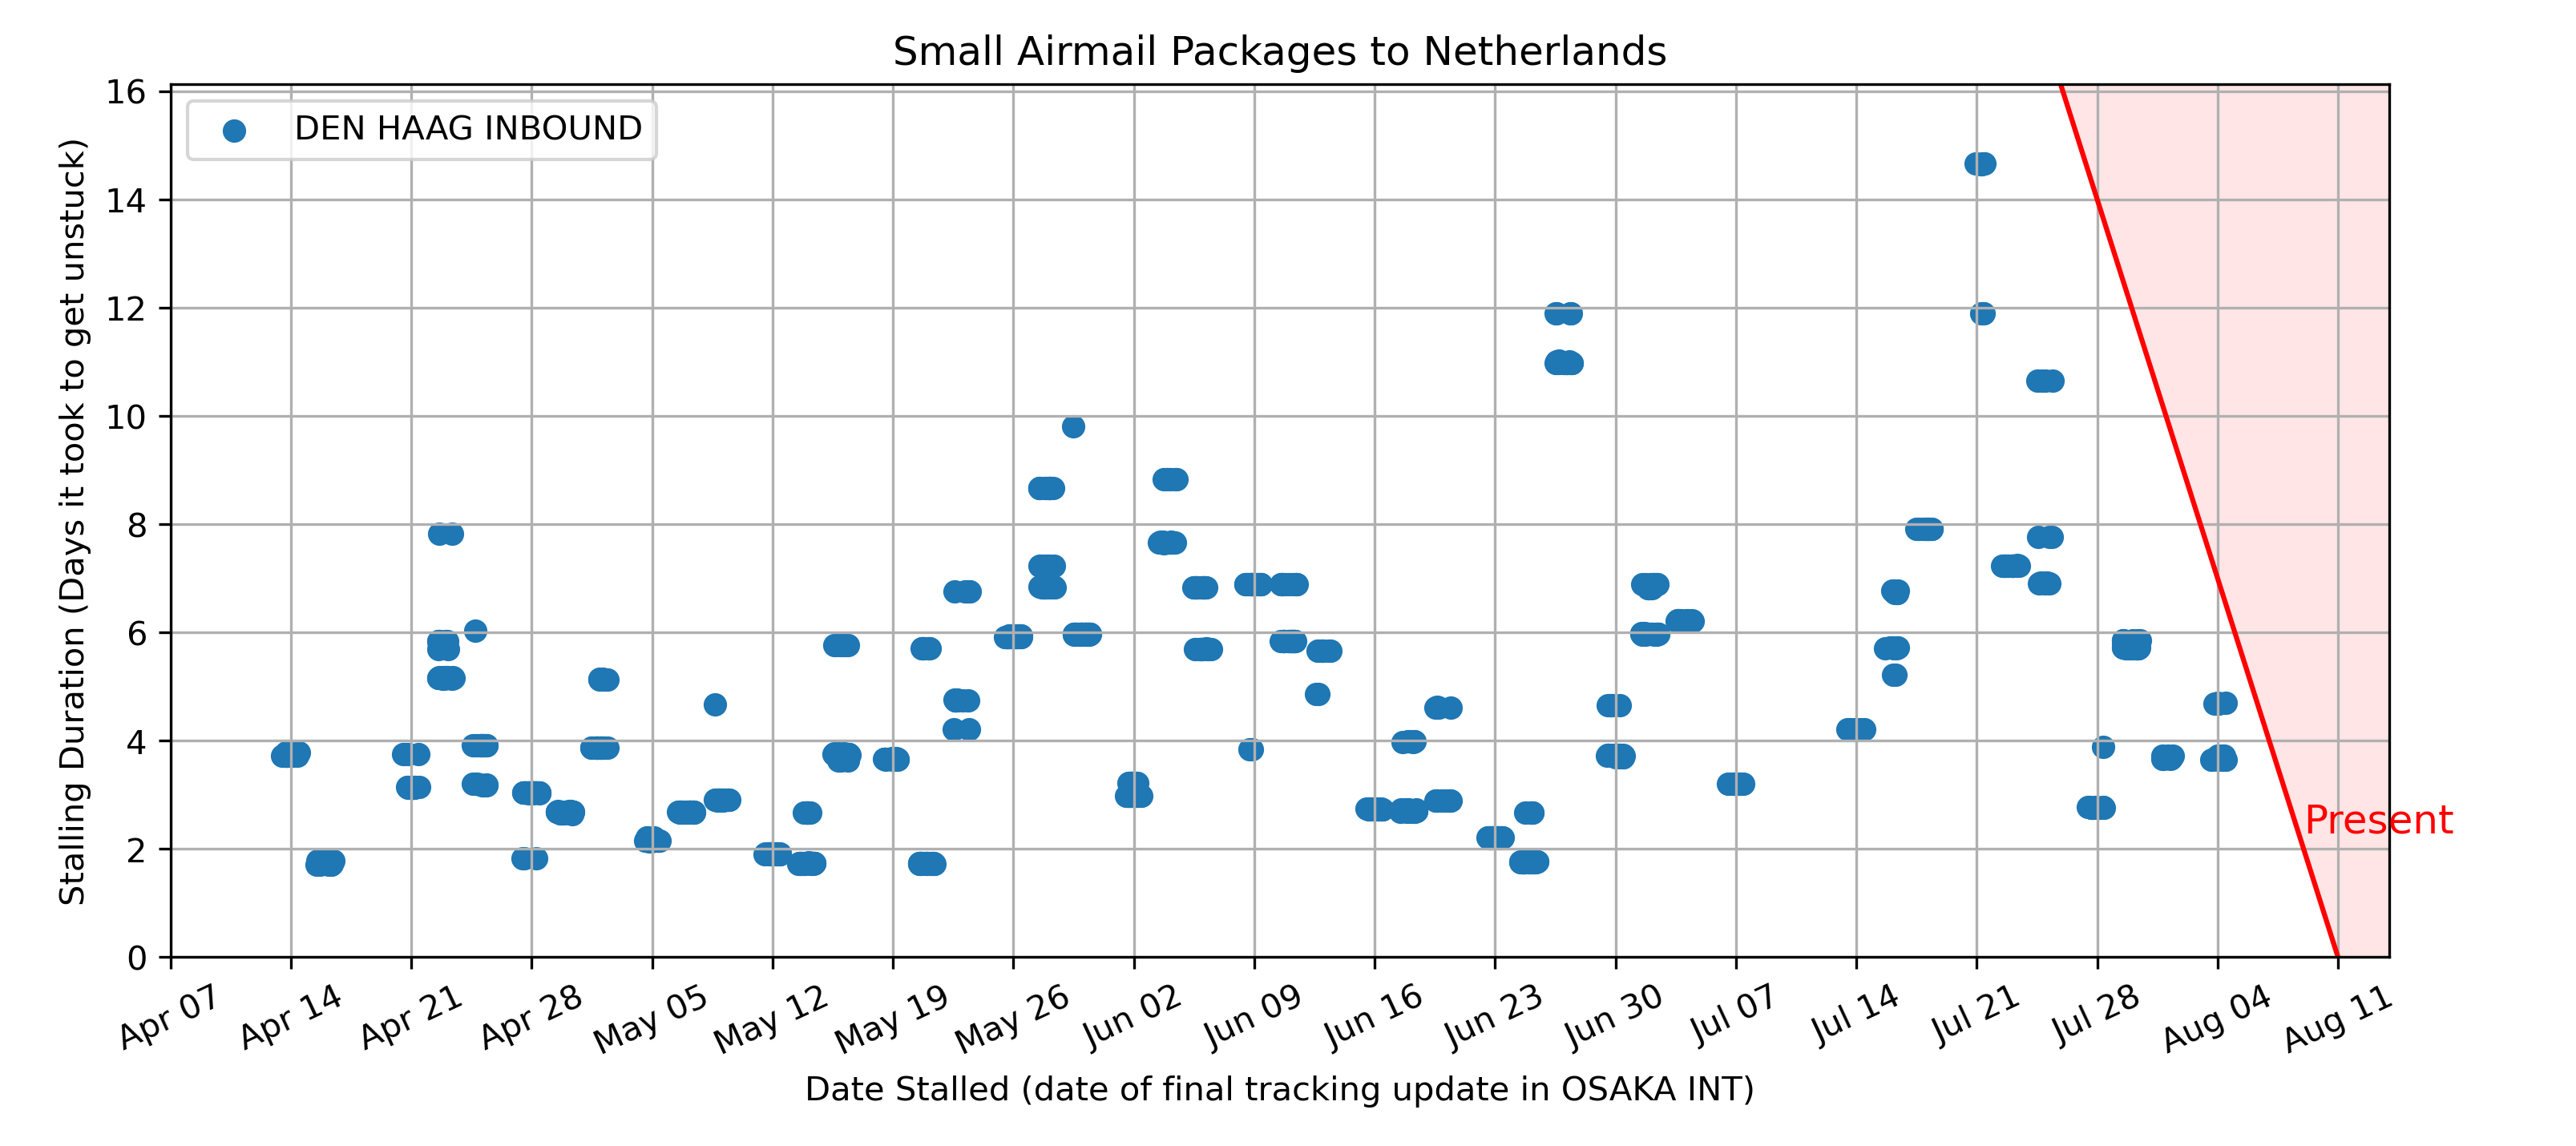 Small Airmail Packages to Netherlands
DEN HAAG INBOUND
Stalling Duration (Days it took to get unstuck)
16
14
12
10
8
6
4
2
0
Present
Apr 07
Apr 14
Apr 21
Apr 28
May 05
May 12
May 19
May 26
Jun 02
Jun 09
Jun 16
Jun 23
Jun 30
Jul 07
Jul 14
Jul 21
Jul 28
Aug 04
Aug 11
Date Stalled (date of final tracking update in OSAKA INT)